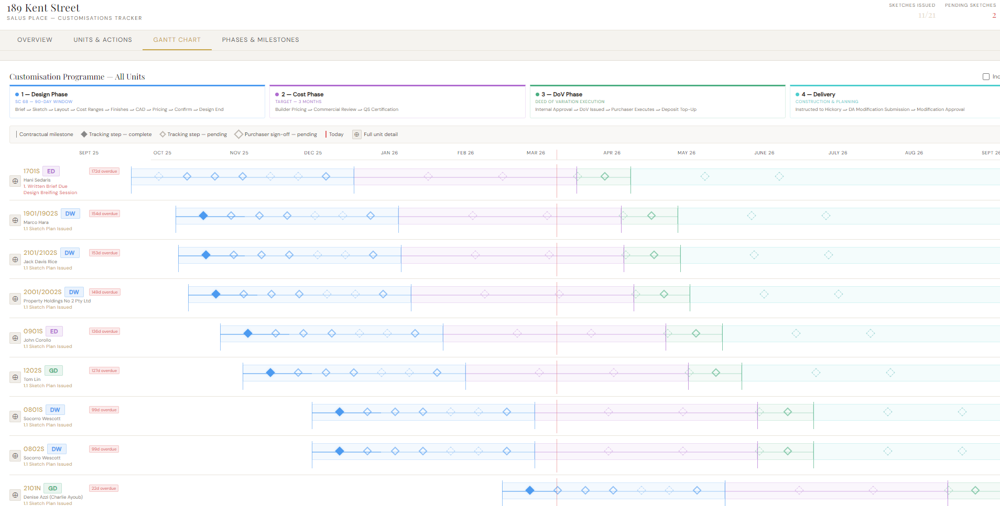 189 Kent Street
SALUS PLACE — CUSTOMISATIONS TRACKER
SKETCHES ISSUED PENDING SKETCHES
11/21 2
OVERVIEW UNITS & ACTIONS GANTT CHART PHASES & MILESTONES
Customisation Programme — All Units
1 — Design Phase
SC 68 — 90-DAY WINDOW
Brief → Sketch → Layout → Cost Ranges → Finishes → CAD → Pricing → Confirm → Design End
2 — Cost Phase
TARGET — 3 MONTHS
Builder Pricing → Commercial Review → QS Certification
3 — DoV Phase
DEED OF VARIATION EXECUTION
Internal Approval → DoV Issued → Purchaser Executes → Deposit Top-Up
4 — Delivery
CONSTRUCTION & PLANNING
Instructed to Hickory → DA Modification Submission → Modification Approval
Contractual milestone Tracking step — complete Tracking step — pending Purchaser sign-off — pending Today Full unit detail
SEPT 25 OCT 25 NOV 25 DEC 25 JAN 26 FEB 26 MAR 26 APR 26 MAY 26 JUNE 26 JULY 26 AUG 26 SEPT 26
1701S ED 172d overdue
Hani Sedaris
1. Written Brief Due
Design Breifing Session
1901/1902S DW 154d overdue
Marco Hara
1.1 Sketch Plan Issued
2101/2102S DW 153d overdue
Jack Davis Rice
1.1 Sketch Plan Issued
2001/2002S DW 149d overdue
Property Holdings No 2 Pty Ltd
1.1 Sketch Plan Issued
0901S ED 136d overdue
John Corollo
1.1 Sketch Plan Issued
1202S GD 127d overdue
Tom Lin
1.1 Sketch Plan Issued
0801S DW 99d overdue
Socorro Wescott
1.1 Sketch Plan Issued
0802S DW 99d overdue
Socorro Wescott
1.1 Sketch Plan Issued
2101N GD 22d overdue
Denise Azzi (Charlie Ayoub)
1.1 Sketch Plan Issued